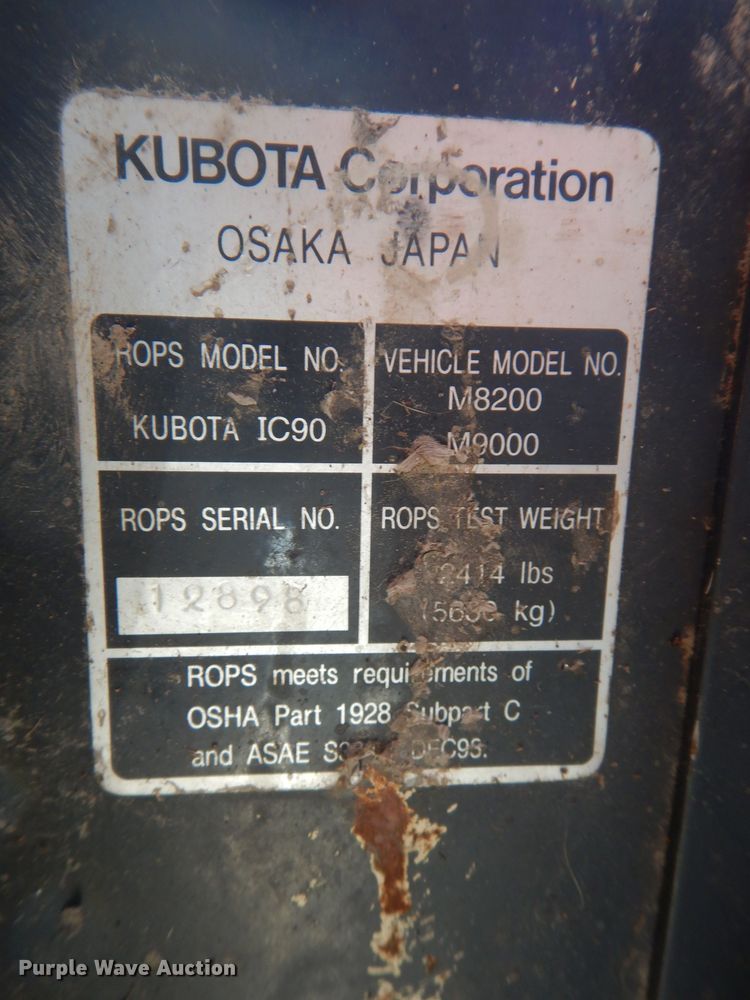 KUBOTA Corporation
OSAKA JAPAN
ROPS MODEL NO.
KUBOTA IC90
VEHICLE MODEL NO.
M8200
M9000
ROPS SERIAL NO.
12898
ROPS TEST WEIGHT
lbs
kg)
ROPS meets requirements of
OSHA Part 1928 Subpart C
and ASAE
Purple Wave Auction